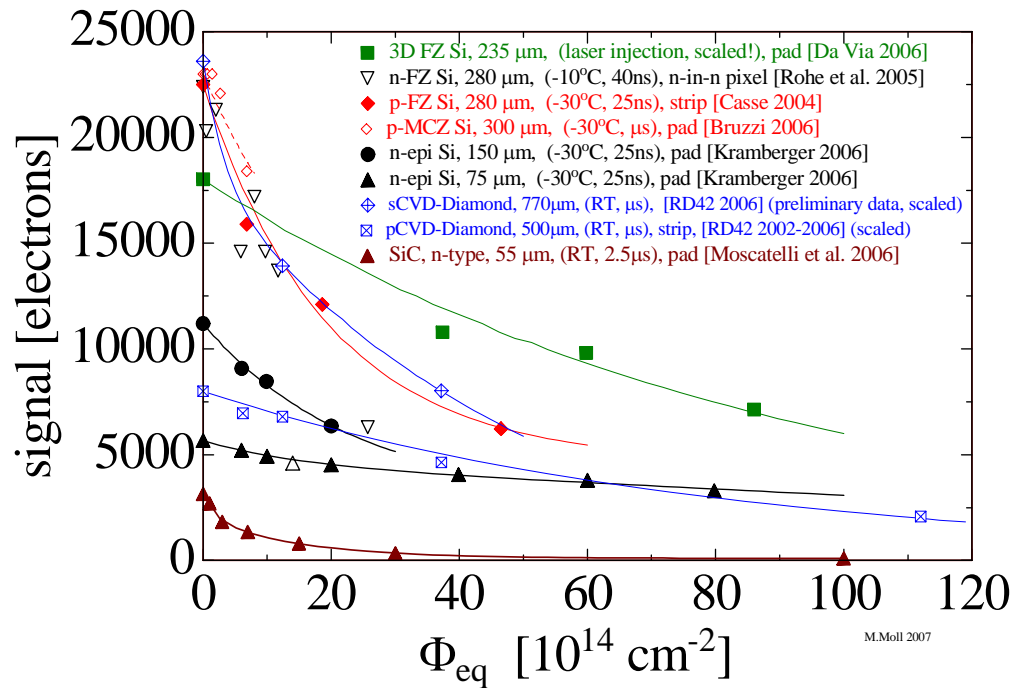 25000
20000
15000
10000
5000
0
signal [electrons]
3D FZ Si, 235 μm, (laser injection, scaled!), pad [Da Via 2006]
n-FZ Si, 280 μm, (-10°C, 40ns), n-in-n pixel [Rohe et al. 2005]
p-FZ Si, 280 μm, (-30°C, 25ns), strip [Casse 2004]
p-MCZ Si, 300 μm, (-30°C, μs), pad [Bruzzi 2006]
n-epi Si, 150 μm, (-30°C, 25ns), pad [Kramberger 2006]
n-epi Si, 75 μm, (-30°C, 25ns), pad [Kramberger 2006]
sCVD-Diamond, 770μm, (RT, μs), [RD42 2006] (preliminary data, scaled)
pCVD-Diamond, 500μm, (RT, μs), strip, [RD42 2002-2006] (scaled)
SiC, n-type, 55 μm, (RT, 2.5μs), pad [Moscatelli et al. 2006]
0 20 40 60 80 100 120
Φeq [10¹⁴ cm⁻²]
M.Moll 2007